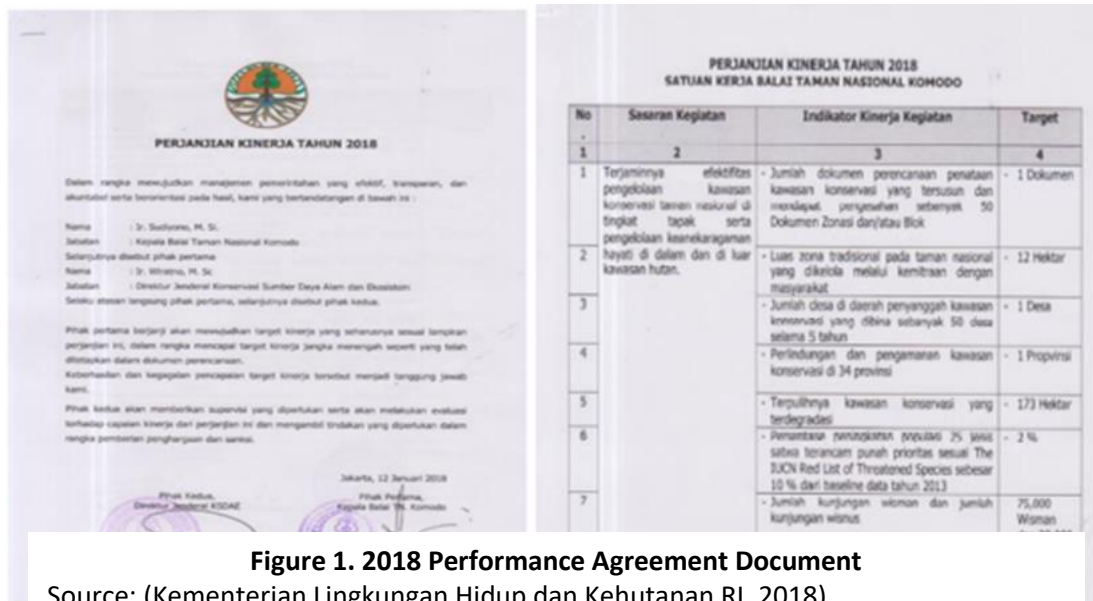 PERJANJIAN KINERJA TAHUN 2018
Dalam rangka mewujudkan manajemen pemerintahan yang efektif, transparan, dan
akuntabel serta berorientasi pada hasil, kami yang bertandatangan di bawah ini :
Nama : Ir. Sudiyono, M. Si.
Jabatan : Kepala Balai Taman Nasional Komodo
Selanjutnya disebut pihak pertama
Nama : Ir. Wiratno, M. Sc
Jabatan : Direktur Jenderal Konservasi Sumber Daya Alam dan Ekosistem
Selaku atasan langsung pihak pertama, selanjutnya disebut pihak kedua.
Pihak pertama berjanji akan mewujudkan target kinerja yang seharusnya sesuai lampiran
perjanjian ini, dalam rangka mencapai target kinerja jangka menengah seperti yang telah
ditetapkan dalam dokumen perencanaan.
Keberhasilan dan kegagalan pencapaian target kinerja tersebut menjadi tanggung jawab
kami.
Pihak kedua akan memberikan supervisi yang diperlukan serta akan melakukan evaluasi
terhadap capaian kinerja dari perjanjian ini dan mengambil tindakan yang diperlukan dalam
rangka pemberian penghargaan dan sanksi.
Jakarta, 12 Januari 2018
Pihak Kedua, Pihak Pertama,
Direktur Jenderal KSDAE Kepala Balai TN. Komodo
PERJANJIAN KINERJA TAHUN 2018
SATUAN KERJA BALAI TAMAN NASIONAL KOMODO
No. Sasaran Kegiatan Indikator Kinerja Kegiatan Target
1 2 3 4
1 Terjaminnya efektifitas - Jumlah dokumen perencanaan penataan - 1 Dokumen
pengelolaan kawasan kawasan konservasi yang tersusun dan
konservasi taman nasional di mendapat pengesahan sebanyak 50
tingkat tapak serta Dokumen Zonasi dan/atau Blok
pengelolaan keanekaragaman
2 hayati di dalam dan di luar - Luas zona tradisional pada taman nasional - 12 Hektar
kawasan hutan. yang dikelola melalui kemitraan dengan
masyarakat
3 - Jumlah desa di daerah penyanggah kawasan - 1 Desa
konservasi yang dibina sebanyak 50 desa
selama 5 tahun
4 - Perlindungan dan pengamanan kawasan - 1 Propvinsi
konservasi di 34 provinsi
5 - Terpulihnya kawasan konservasi yang - 173 Hektar
terdegradasi
6 - Persentase peningkatan populasi 25 jenis - 2 %
satwa terancam punah prioritas sesuai The
IUCN Red List of Threatened Species sebesar
10 % dari baseline data tahun 2013
7 - Jumlah kunjungan wisman dan jumlah 75,000
kunjungan wisnus Wisman
Figure 1. 2018 Performance Agreement Document
Source: (Kementerian Lingkungan Hidup dan Kehutanan RI, 2018)